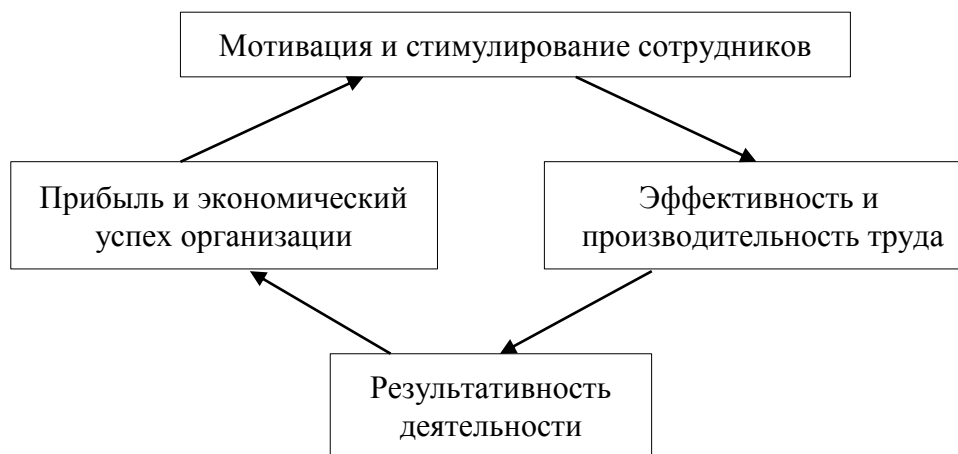 Мотивация и стимулирование сотрудников
Прибыль и экономический
успех организации
Эффективность и
производительность труда
Результативность
деятельности